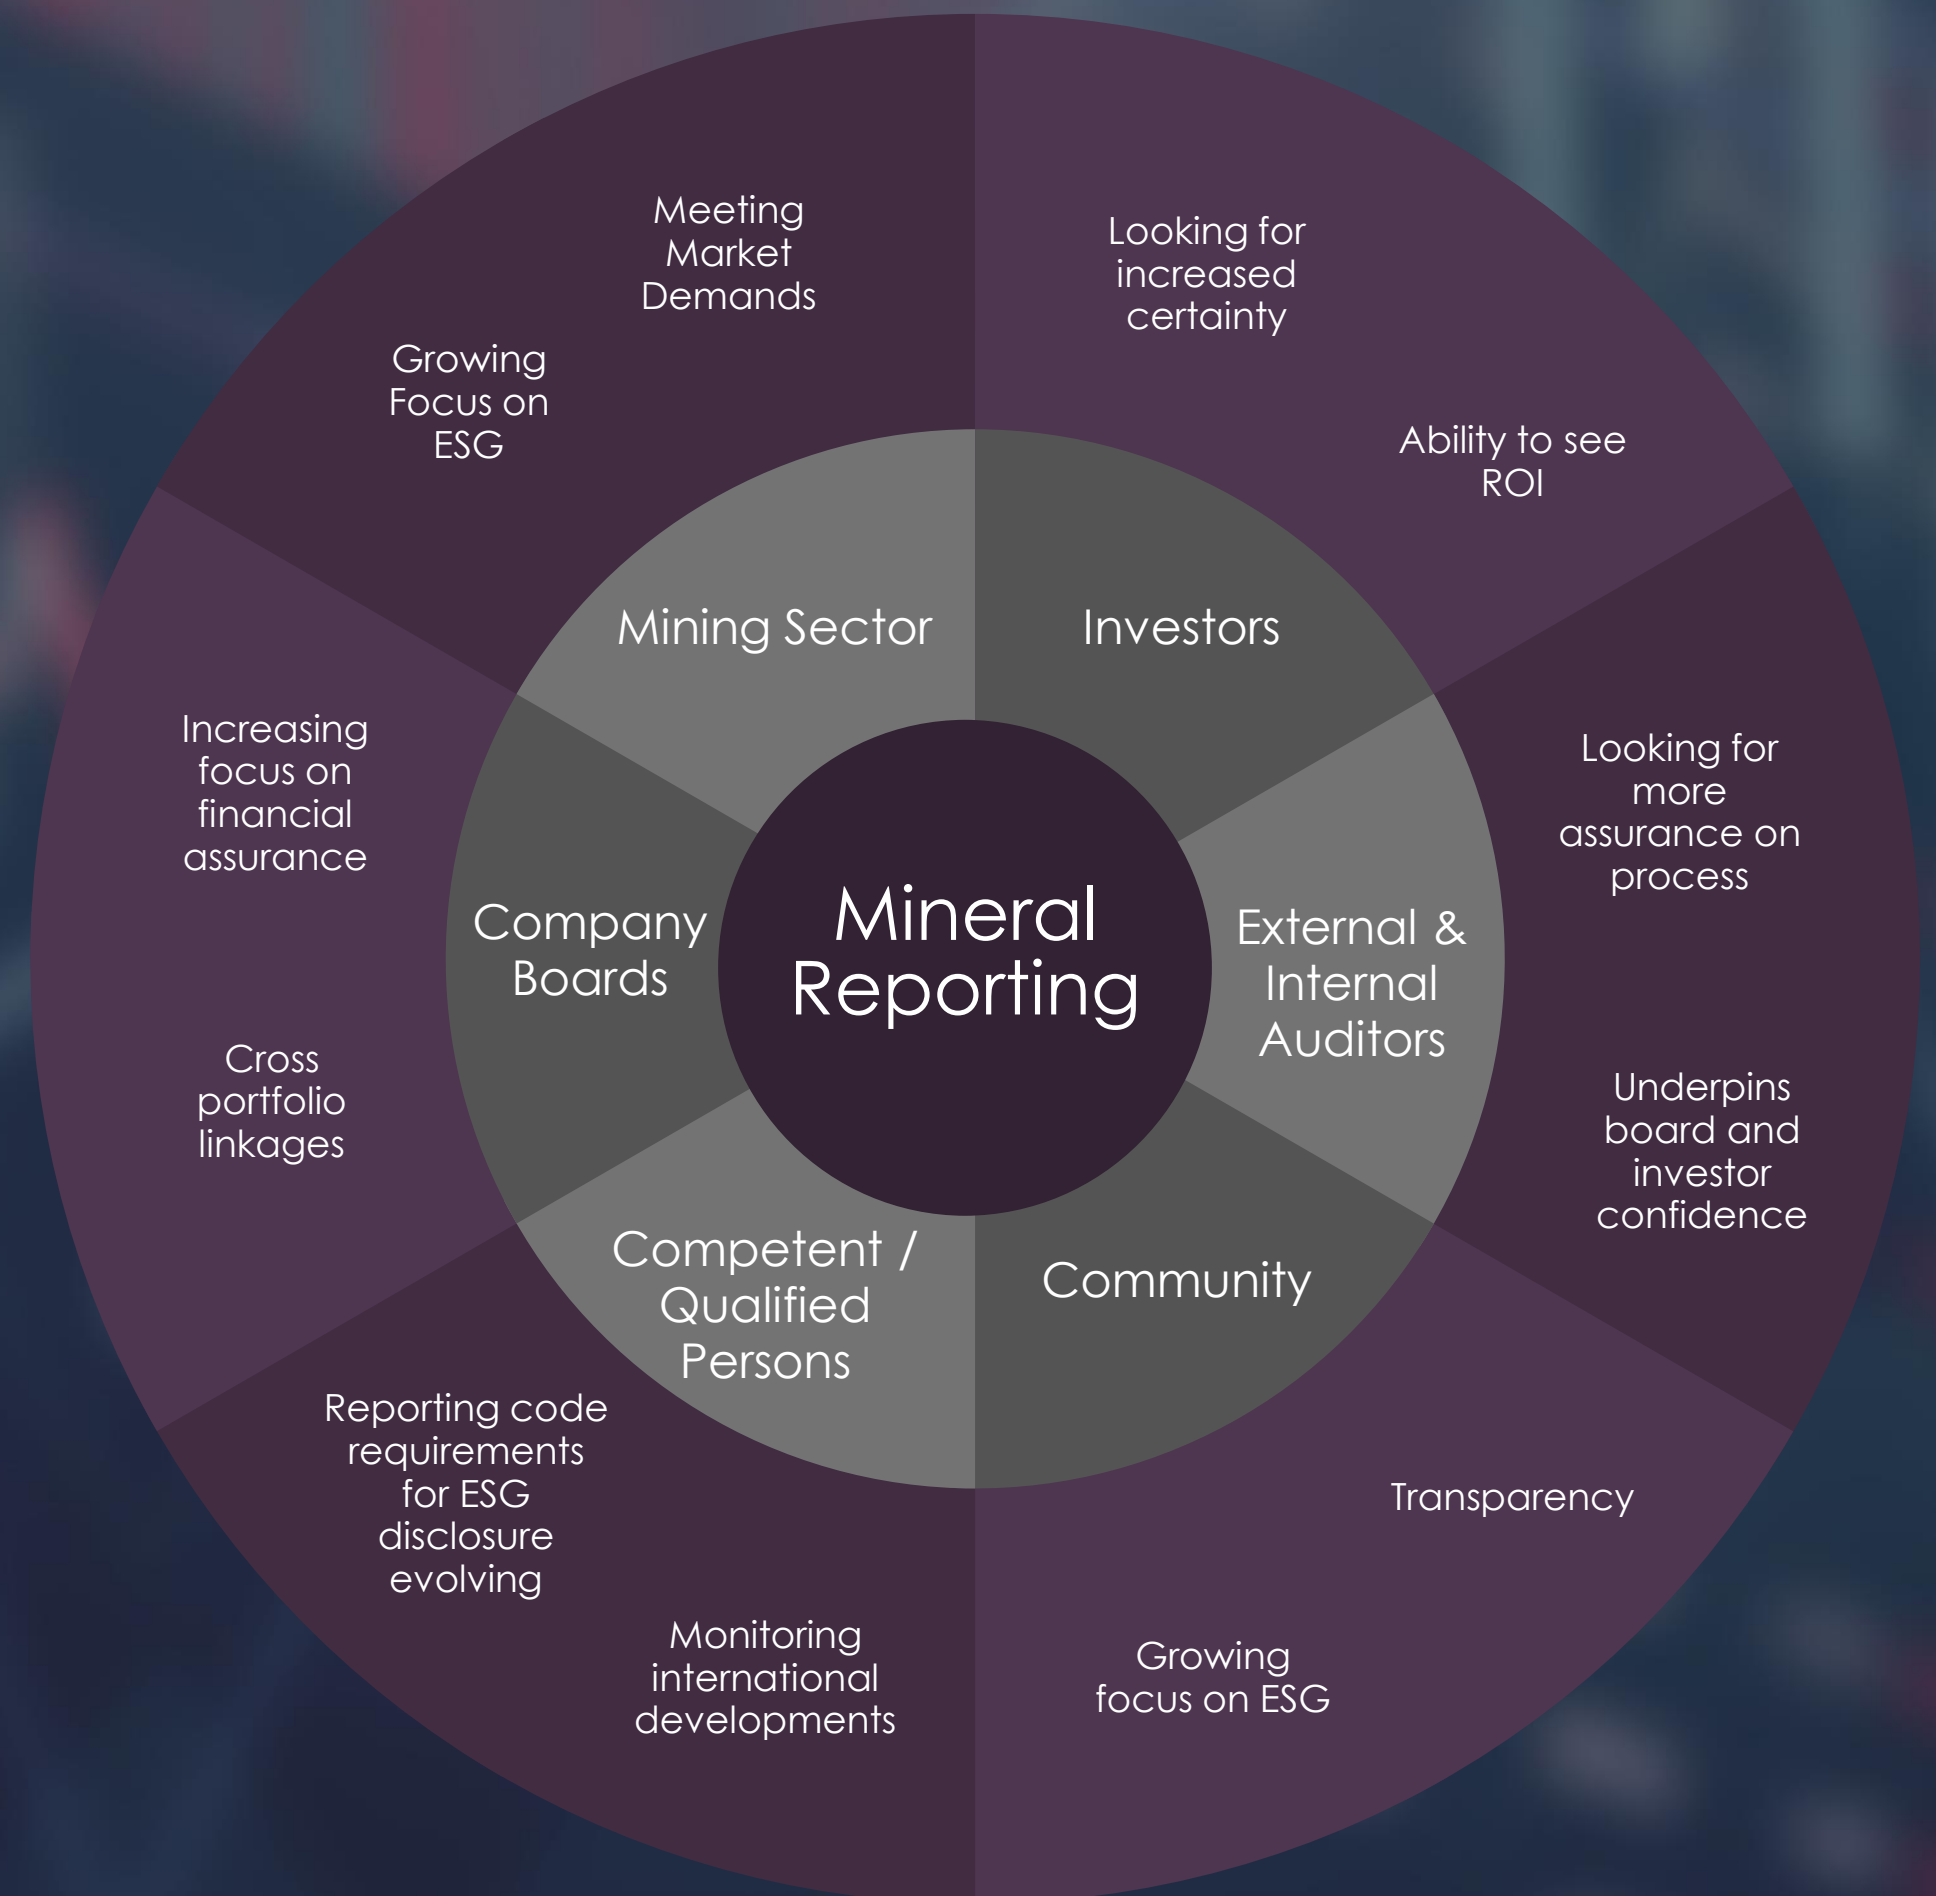 Meeting
Market
Demands
Looking for
increased
certainty
Growing
Focus on
ESG
Ability to see
ROI
Mining Sector
Investors
Increasing
focus on
financial
assurance
Looking for
more
assurance on
process
Company
Boards
Mineral
Reporting
External &
Internal
Auditors
Cross
portfolio
linkages
Underpins
board and
investor
confidence
Competent /
Qualified
Persons
Community
Reporting code
requirements
for ESG
disclosure
evolving
Transparency
Monitoring
international
developments
Growing
focus on ESG